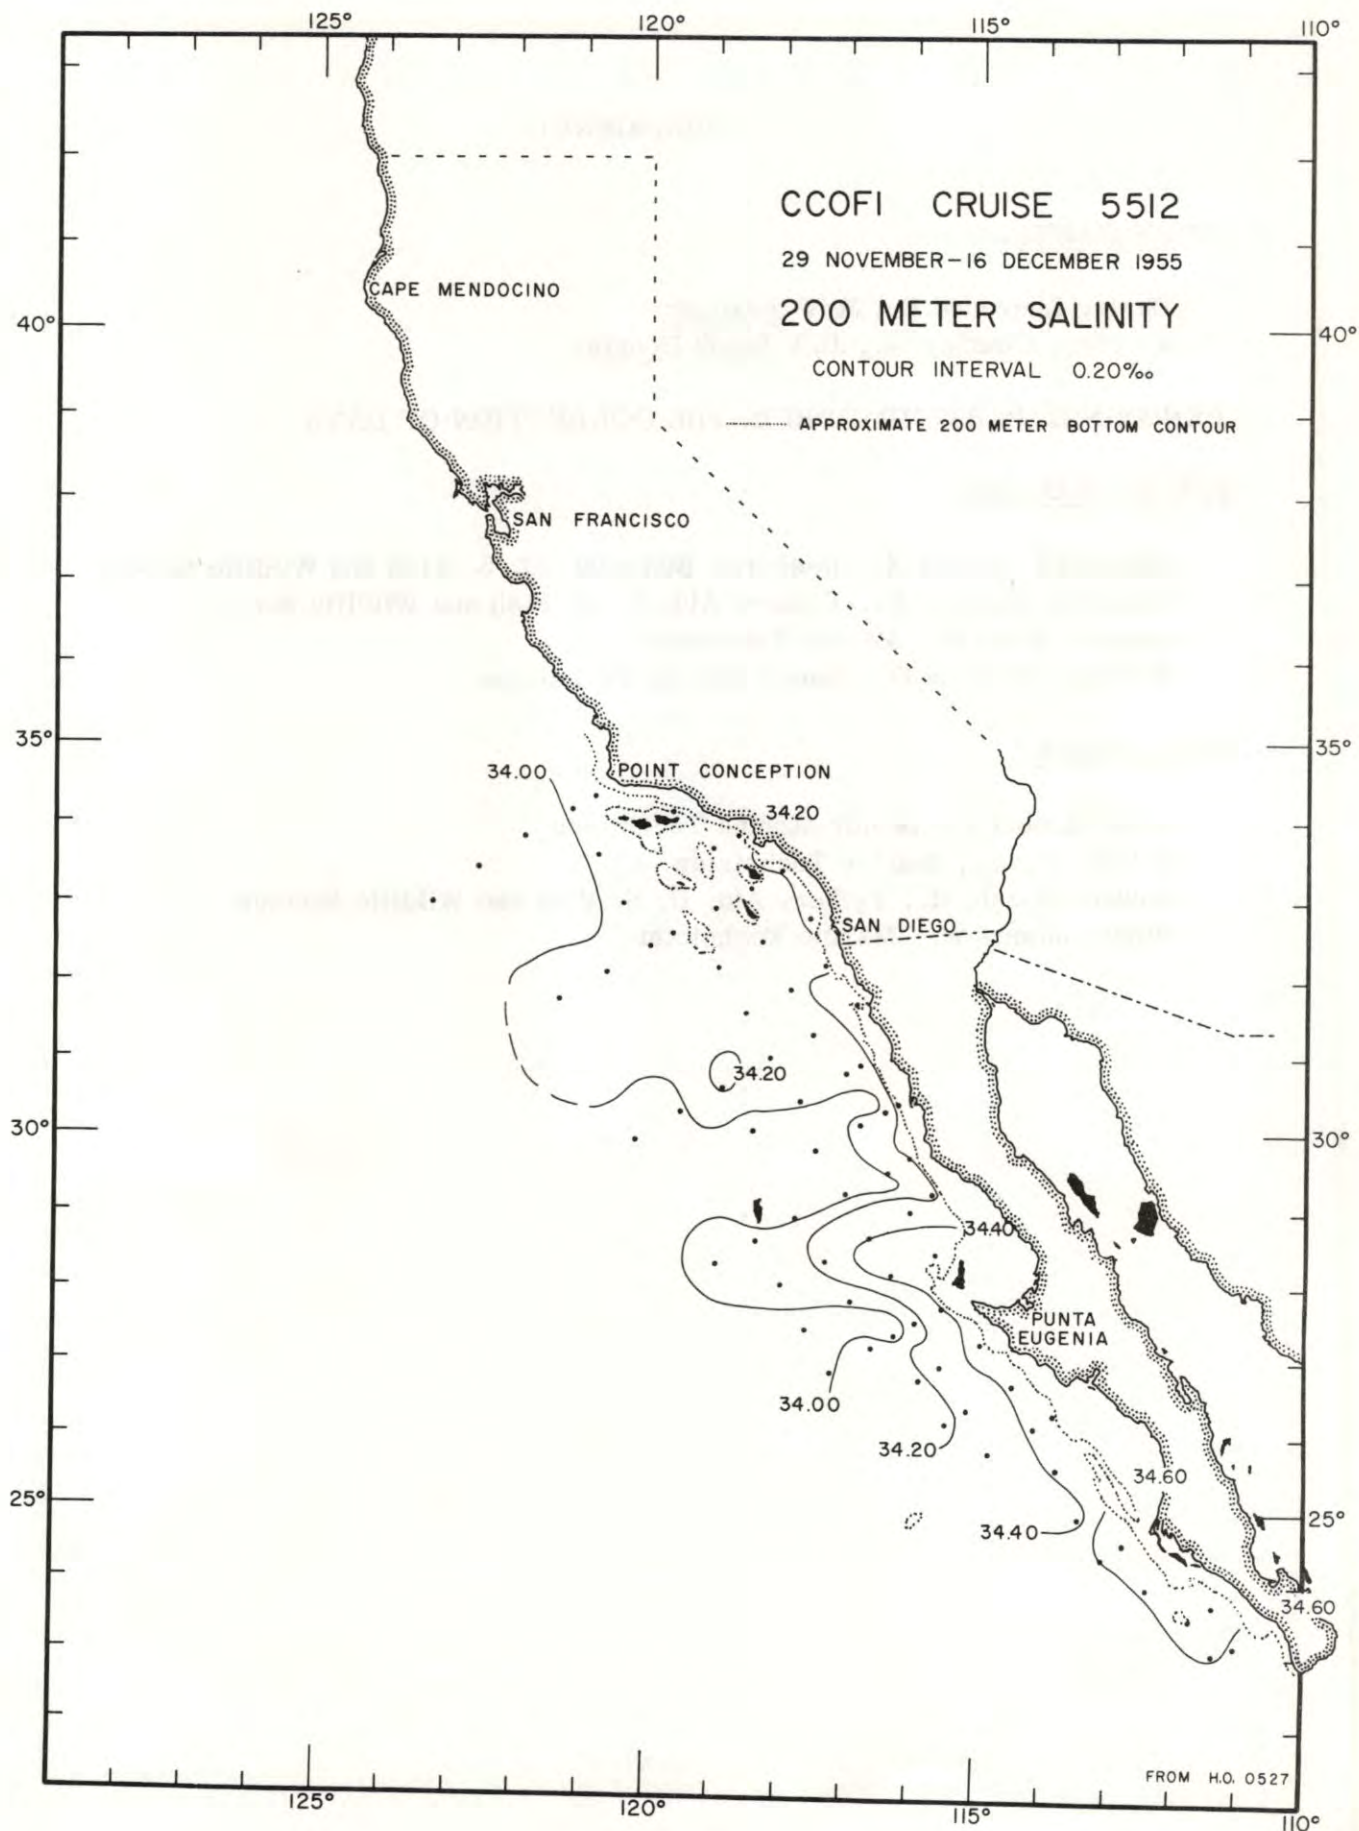 125°
120°
115°
110°
CCOFI CRUISE 5512
29 NOVEMBER–16 DECEMBER 1955
CAPE MENDOCINO
200 METER SALINITY
40°
40°
CONTOUR INTERVAL 0.20‰
APPROXIMATE 200 METER BOTTOM CONTOUR
SAN FRANCISCO
35°
35°
34.00
POINT CONCEPTION
34.20
SAN DIEGO
34.20
30°
30°
34.40
PUNTA
EUGENIA
34.00
34.20
34.60
25°
34.40
25°
34.60
FROM H.O. 0527
125°
120°
115°
110°